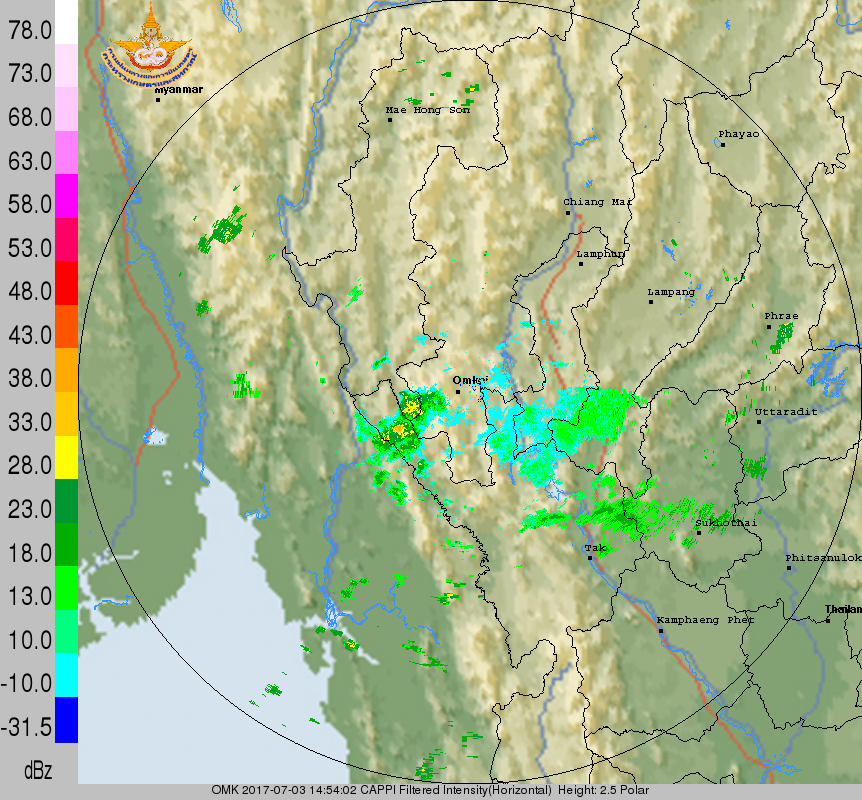 78.0
73.0
68.0
63.0
58.0
53.0
48.0
43.0
38.0
33.0
28.0
23.0
18.0
13.0
10.0
-10.0
-31.5
dBz
Myanmar
Mae Hong Son
Phayao
Chiang Mai
Lamphun
Lampang
Phrae
Omkoi
Uttaradit
Sukhothai
Tak
Phitsanulok
Kamphaeng Phet
OMK 2017-07-03 14:54:02 CAPPI Filtered Intensity(Horizontal) Height: 2.5 Polar